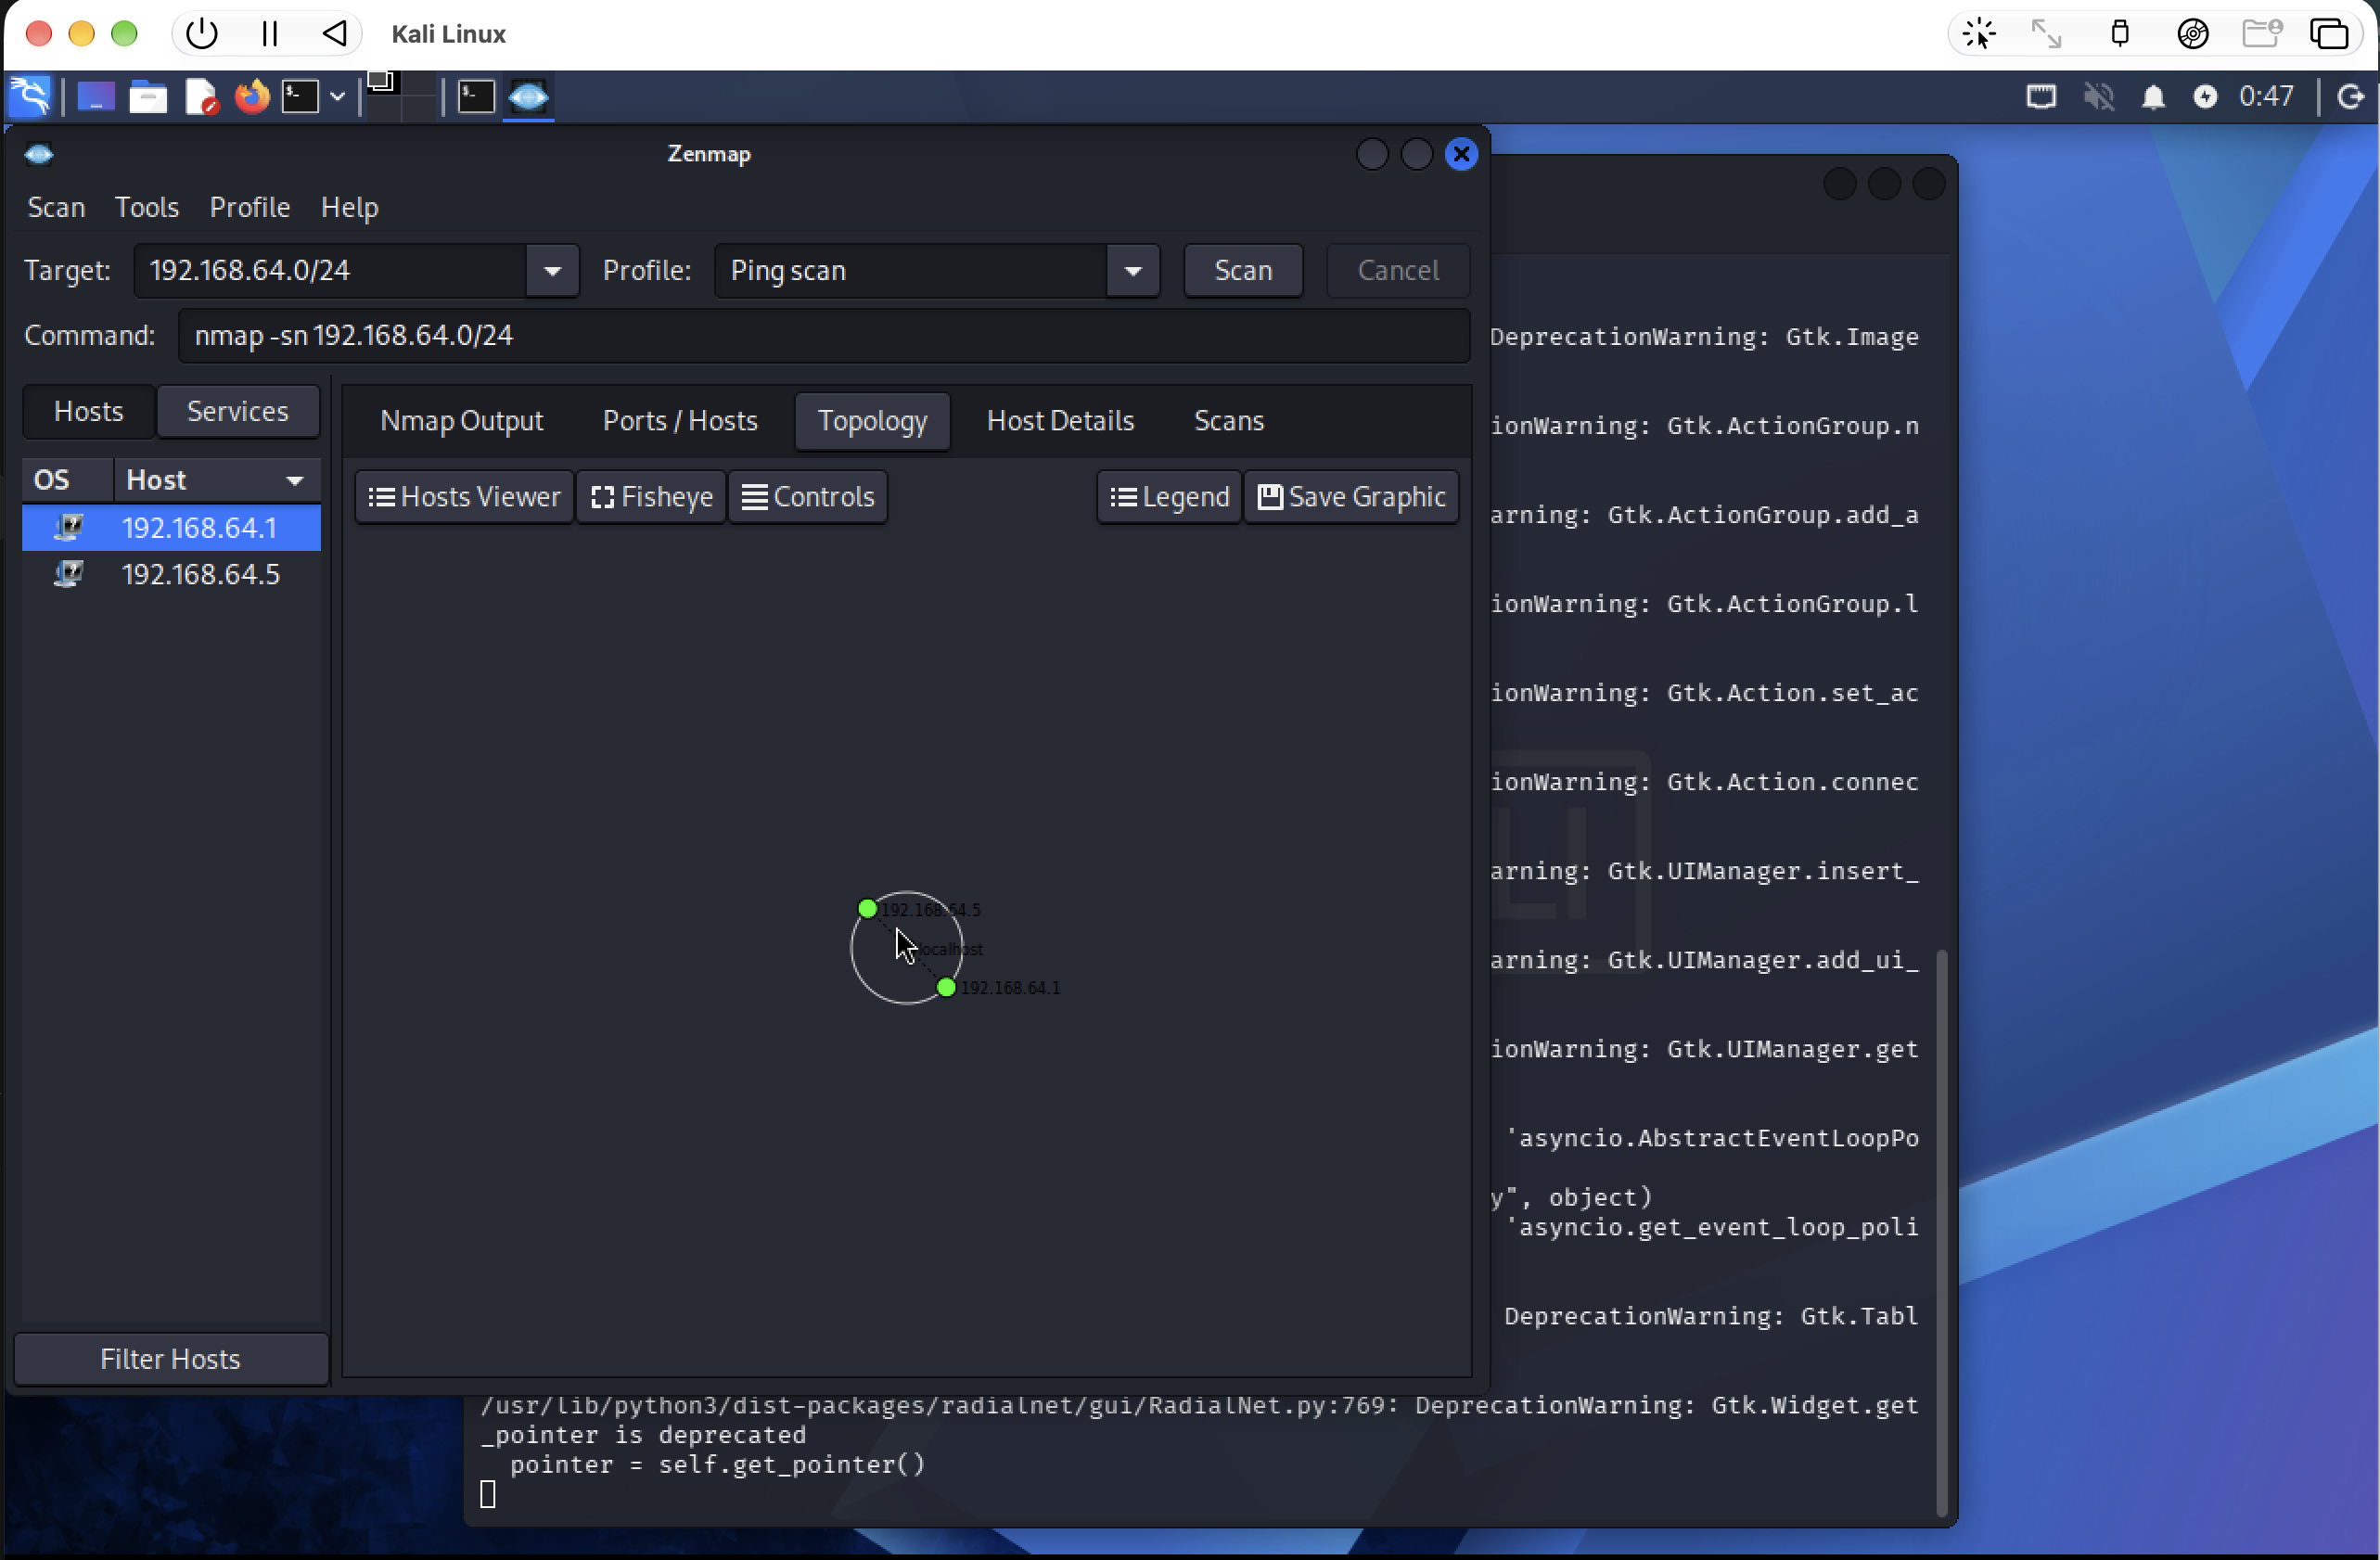 Kali Linux
0:47
Zenmap
Scan Tools Profile Help
Target: 192.168.64.0/24 Profile: Ping scan Scan Cancel
Command: nmap -sn 192.168.64.0/24
Hosts Services
Nmap Output Ports / Hosts Topology Host Details Scans
OS Host
Hosts Viewer Fisheye Controls Legend Save Graphic
192.168.64.1
192.168.64.5
192.168.64.5
localhost
192.168.64.1
Filter Hosts
DeprecationWarning: Gtk.Image
ionWarning: Gtk.ActionGroup.n
arning: Gtk.ActionGroup.add_a
ionWarning: Gtk.ActionGroup.l
ionWarning: Gtk.Action.set_ac
ionWarning: Gtk.Action.connec
arning: Gtk.UIManager.insert_
arning: Gtk.UIManager.add_ui_
ionWarning: Gtk.UIManager.get
'asyncio.AbstractEventLoopPo
y", object)
'asyncio.get_event_loop_poli
DeprecationWarning: Gtk.Tabl
/usr/lib/python3/dist-packages/radialnet/gui/RadialNet.py:769: DeprecationWarning: Gtk.Widget.get
_pointer is deprecated
pointer = self.get_pointer()